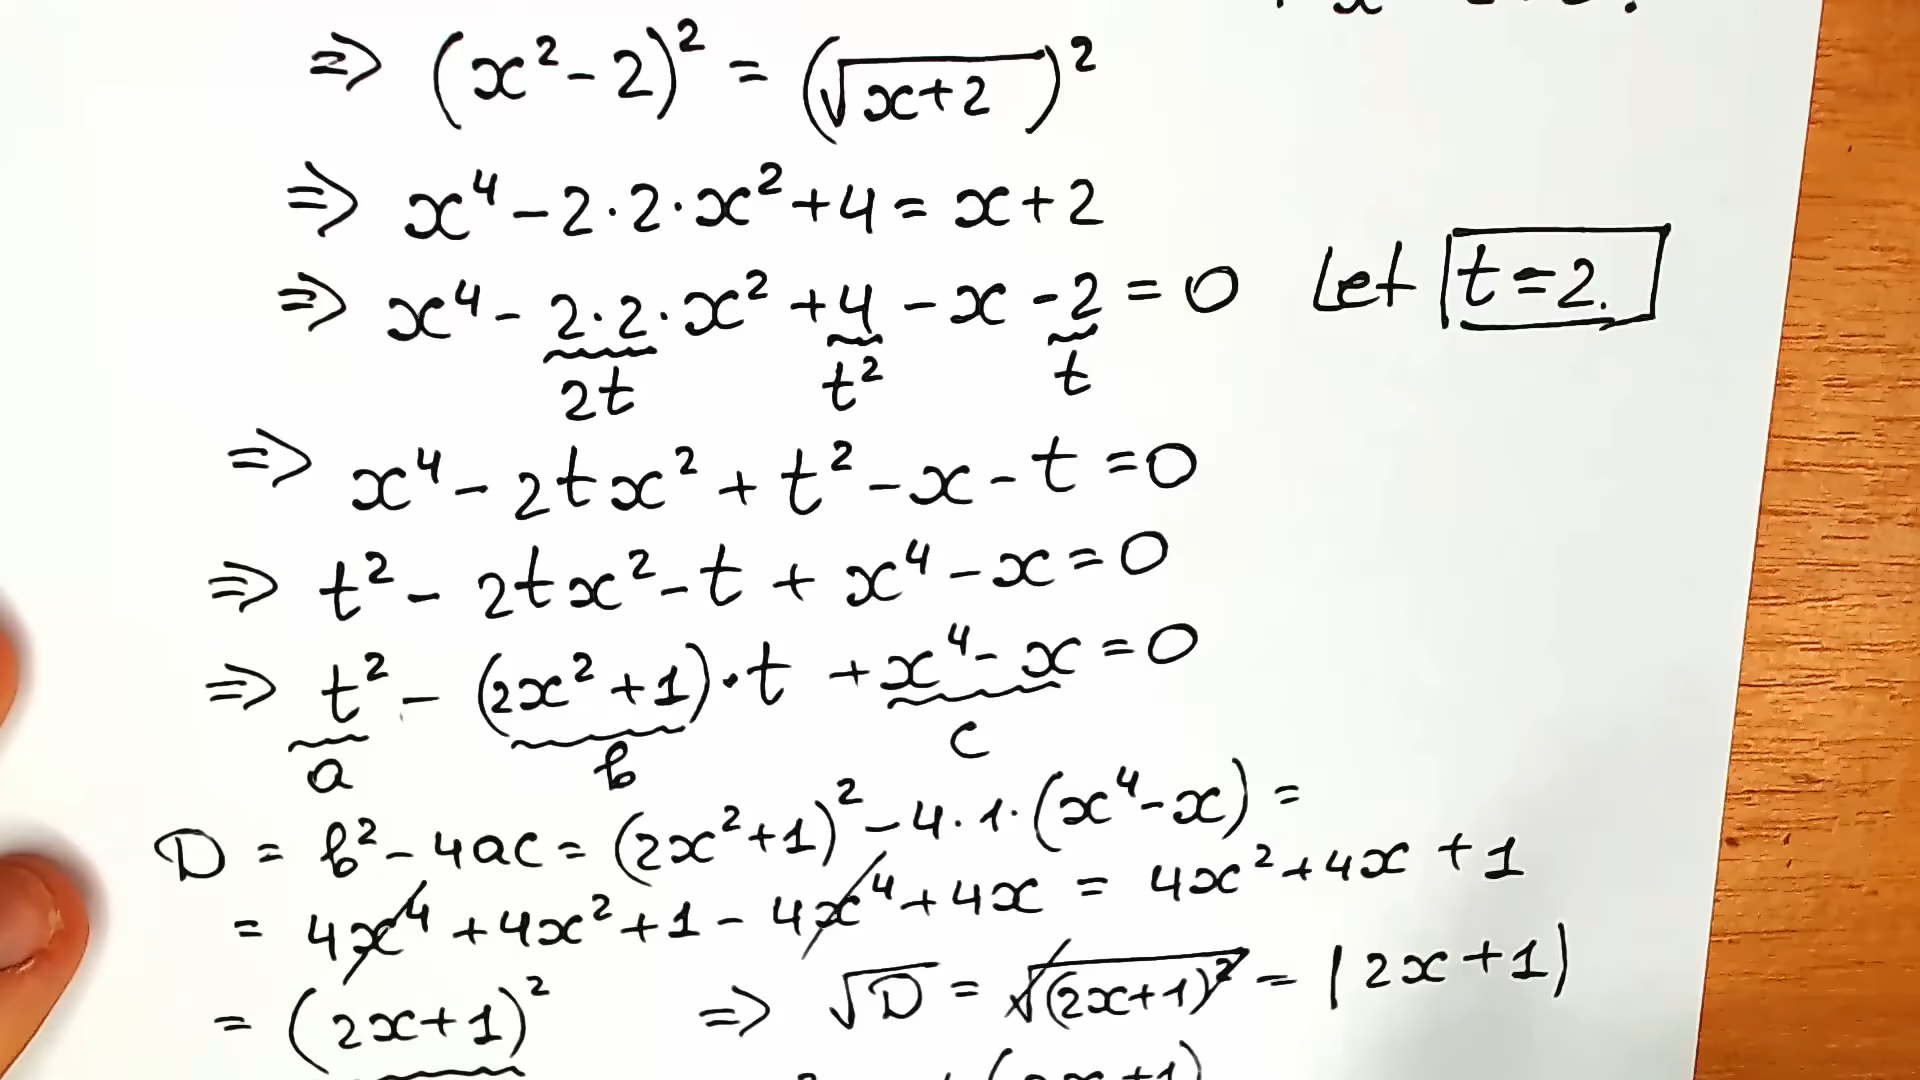 => (x² - 2)² = (√x+2)²
=> x⁴ - 2·2·x² + 4 = x + 2
=> x⁴ - 2·2·x² + 4 - x - 2 = 0 Let t = 2.
2t t² t
=> x⁴ - 2tx² + t² - x - t = 0
=> t² - 2tx² - t + x⁴ - x = 0
=> t² - (2x² + 1)·t + x⁴ - x = 0
a b c
D = b² - 4ac = (2x² + 1)² - 4·1·(x⁴ - x) =
= 4x⁴ + 4x² + 1 - 4x⁴ + 4x = 4x² + 4x + 1
= (2x + 1)² => √D = √(2x+1)² = |2x + 1|